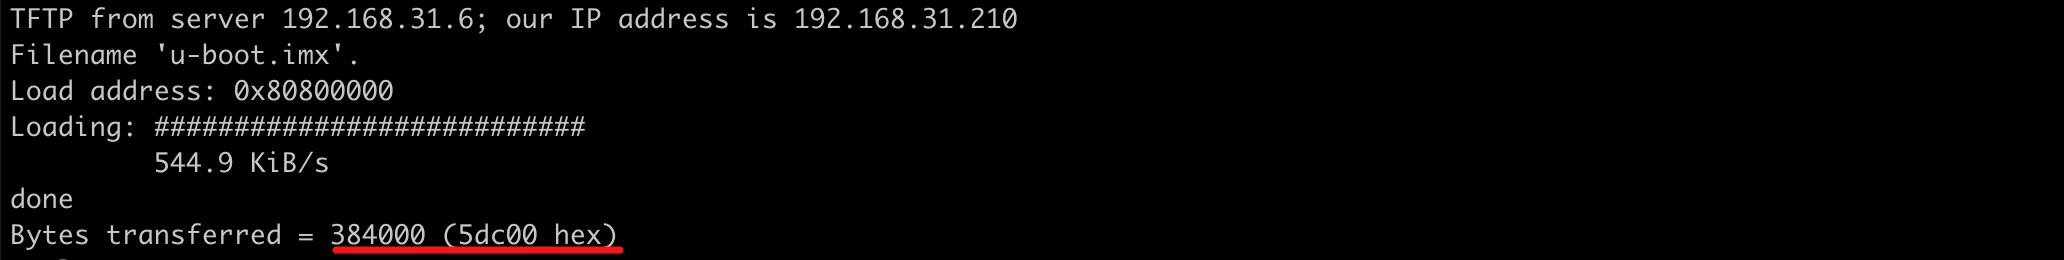 TFTP from server 192.168.31.6; our IP address is 192.168.31.210
Filename 'u-boot.imx'.
Load address: 0x80800000
Loading: ###########################
544.9 KiB/s
done
Bytes transferred = 384000 (5dc00 hex)